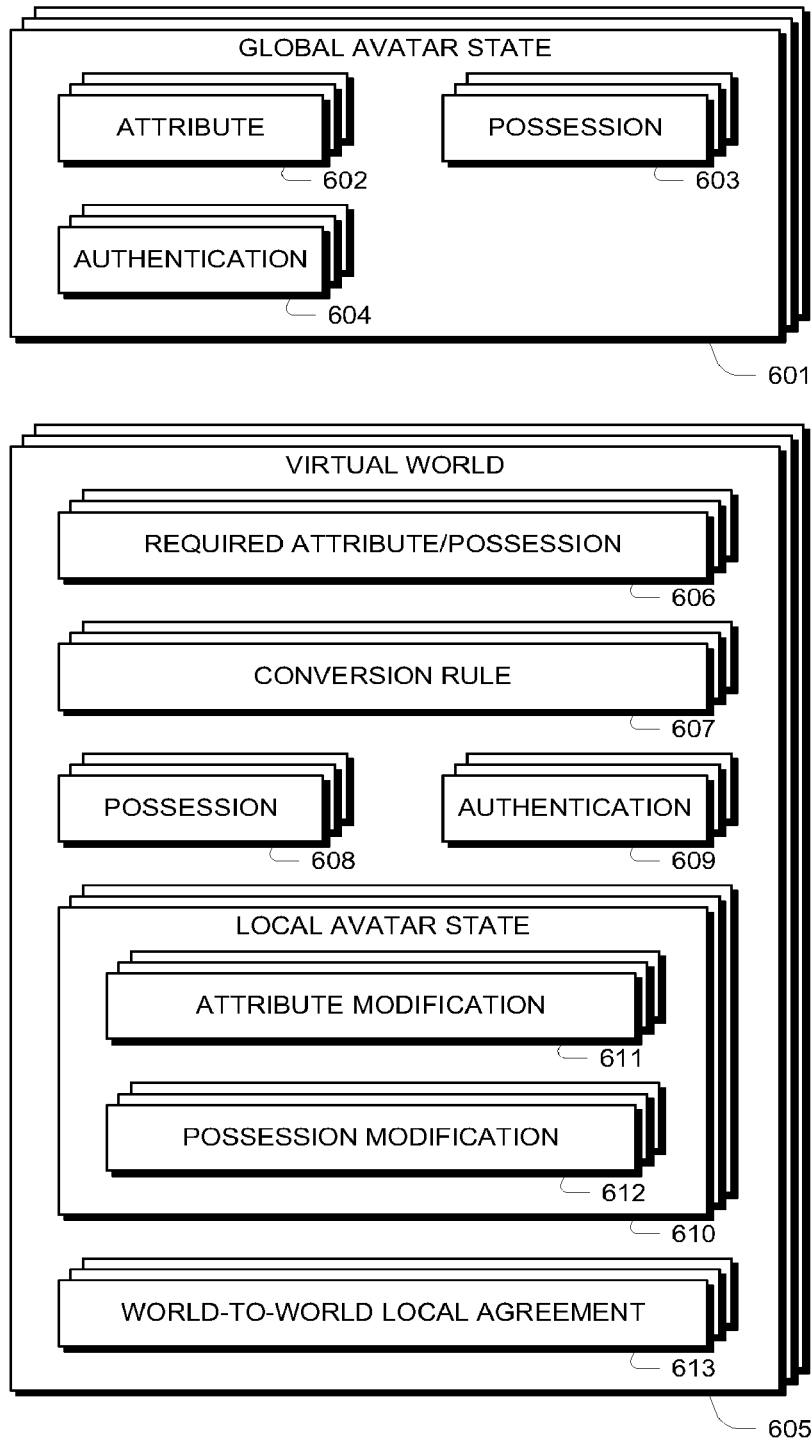 GLOBAL AVATAR STATE
ATTRIBUTE
POSSESSION
602
603
AUTHENTICATION
604
601
VIRTUAL WORLD
REQUIRED ATTRIBUTE/POSSESSION
606
CONVERSION RULE
607
POSSESSION
AUTHENTICATION
608
609
LOCAL AVATAR STATE
ATTRIBUTE MODIFICATION
611
POSSESSION MODIFICATION
612
610
WORLD-TO-WORLD LOCAL AGREEMENT
613
605